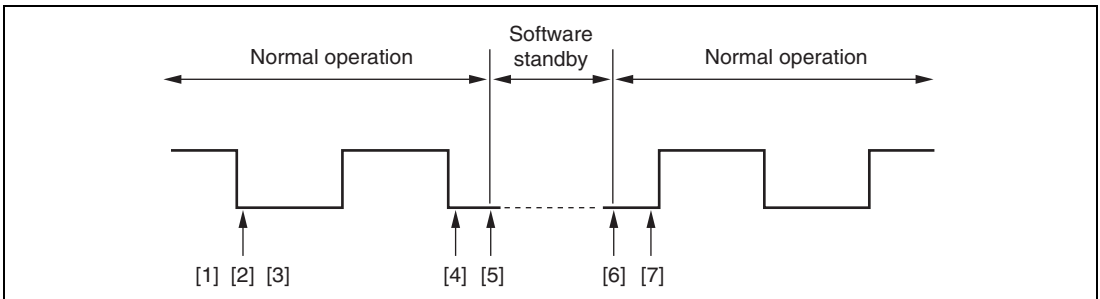 Software
standby
Normal operation
Normal operation
[1] [2] [3]
[4] [5]
[6] [7]